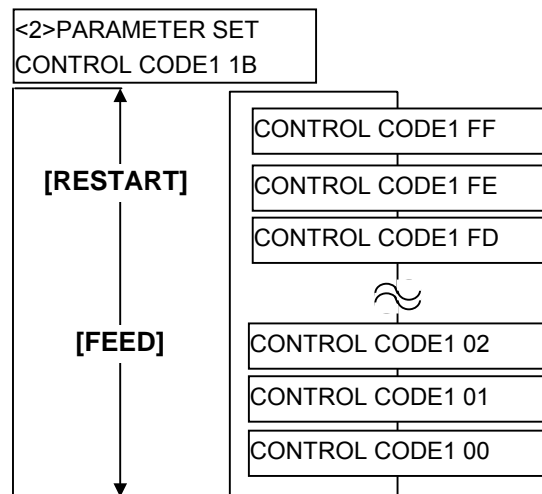 <2>PARAMETER SET
CONTROL CODE1 1B
CONTROL CODE1 FF
[RESTART]
CONTROL CODE1 FE
CONTROL CODE1 FD
[FEED]
CONTROL CODE1 02
CONTROL CODE1 01
CONTROL CODE1 00